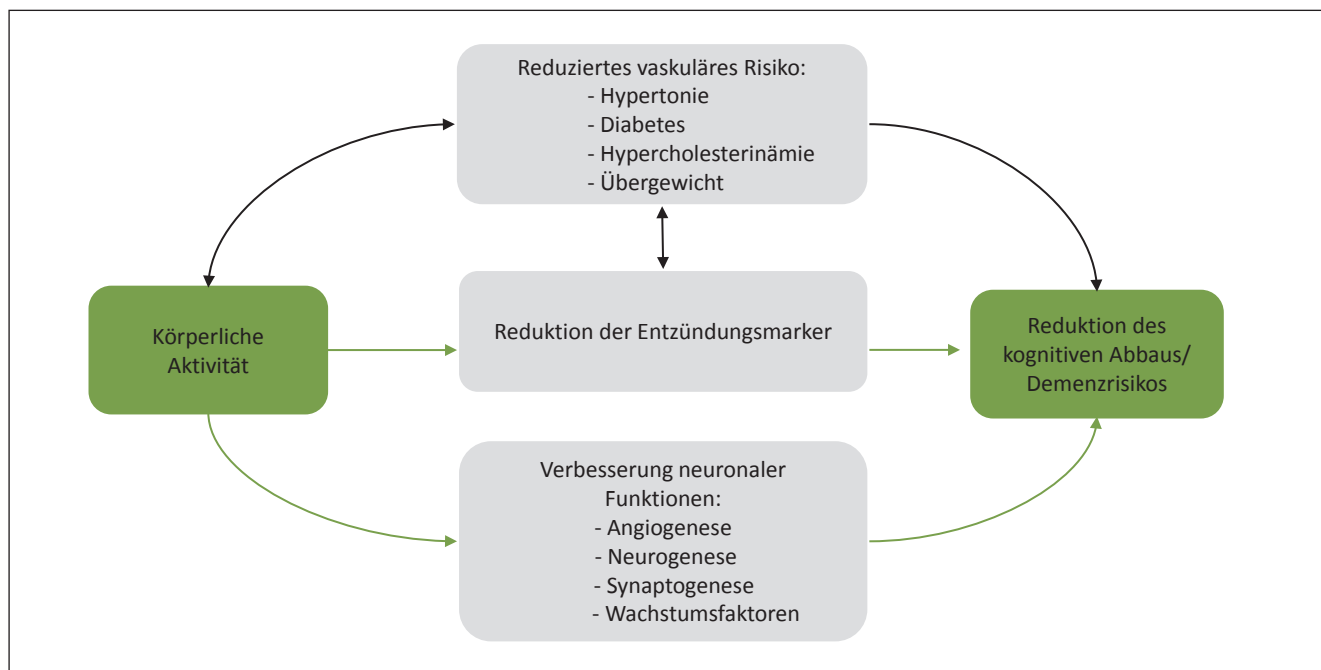 Reduziertes vaskuläres Risiko:
- Hypertonie
- Diabetes
- Hypercholesterinämie
- Übergewicht
Körperliche
Aktivität
Reduktion der Entzündungsmarker
Reduktion des
kognitiven Abbaus/
Demenzrisikos
Verbesserung neuronaler
Funktionen:
- Angiogenese
- Neurogenese
- Synaptogenese
- Wachstumsfaktoren